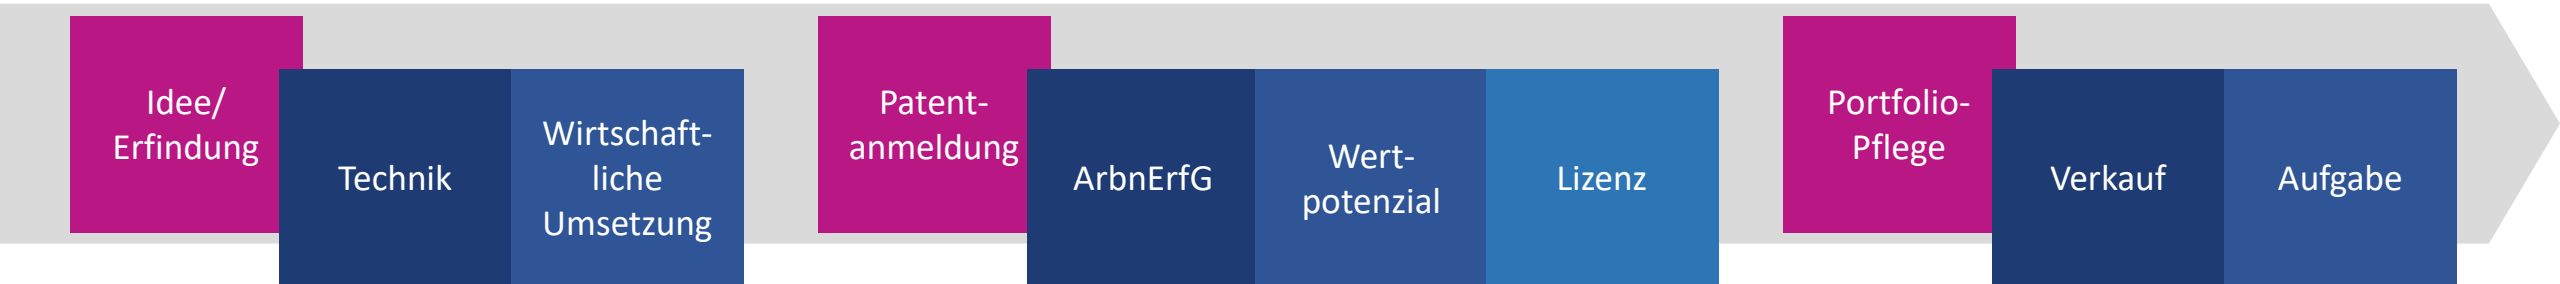 Idee/
Erfindung
Technik
Wirtschaft-
liche
Umsetzung
Patent-
anmeldung
ArbnErfG
Wert-
potenzial
Lizenz
Portfolio-
Pflege
Verkauf
Aufgabe